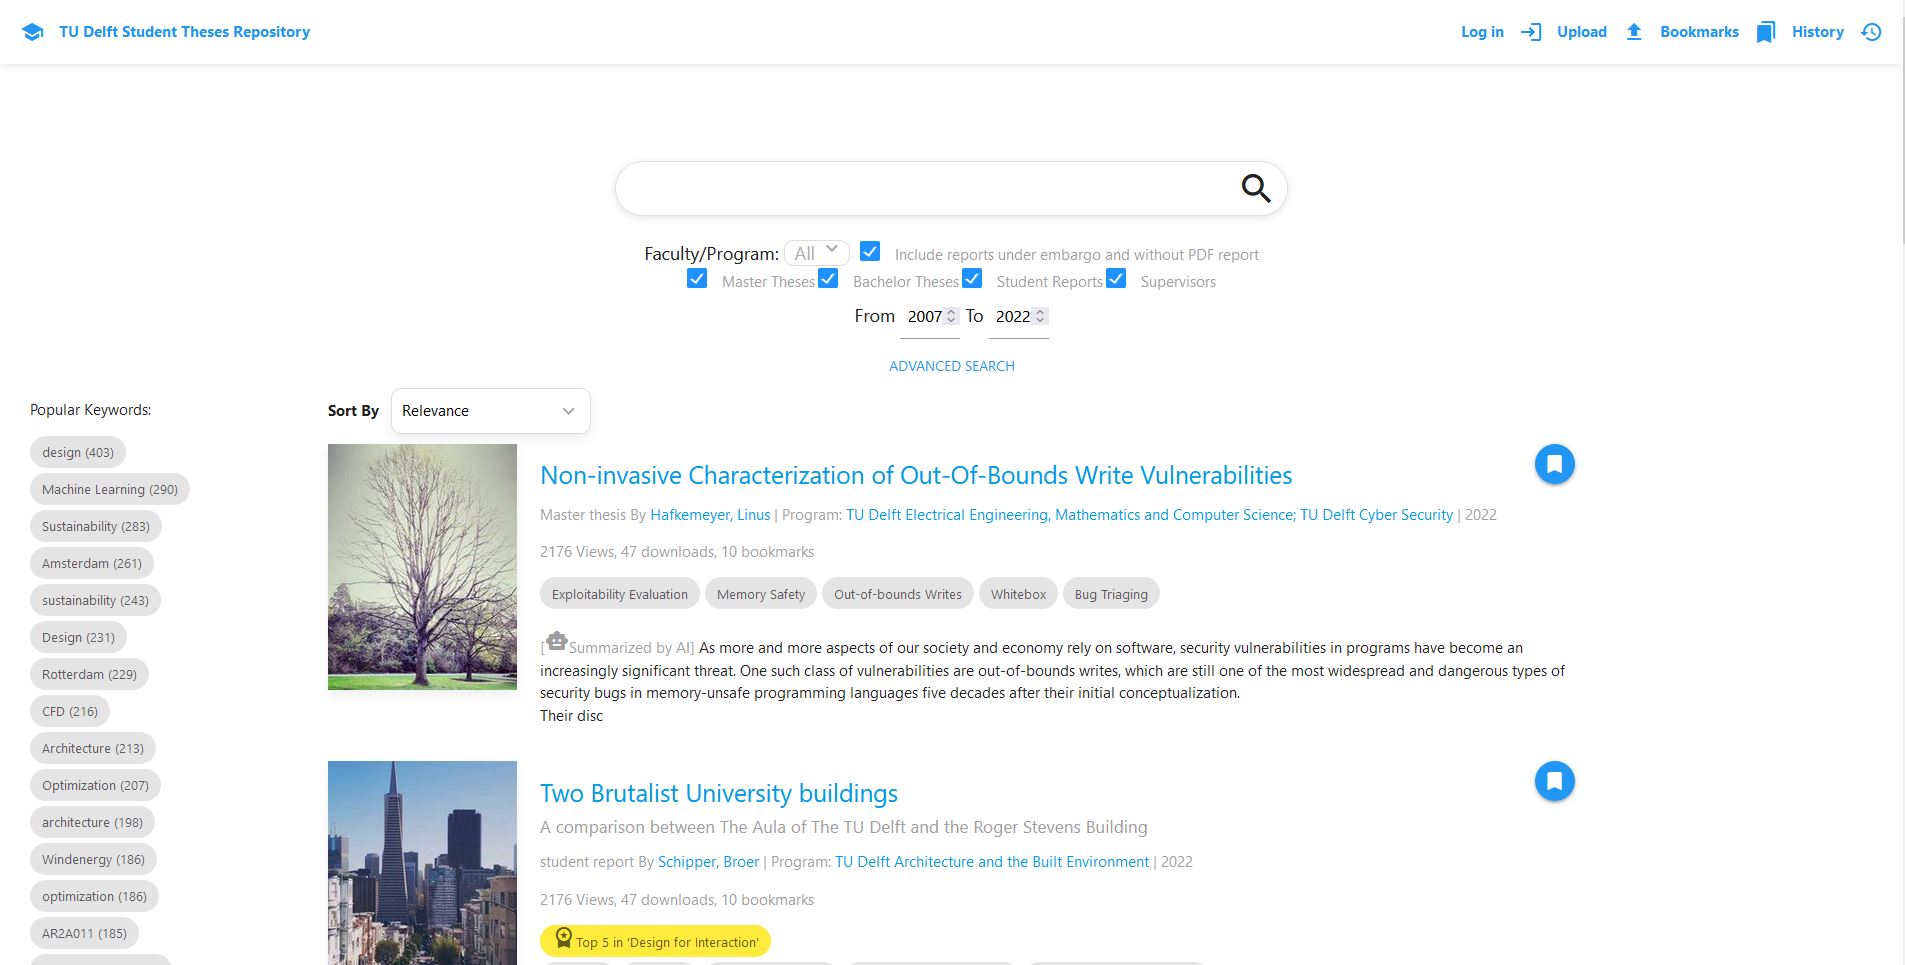 TU Delft Student Theses Repository
Log in Upload Bookmarks History
Faculty/Program: All Include reports under embargo and without PDF report
Master Theses Bachelor Theses Student Reports Supervisors
From 2007 To 2022
ADVANCED SEARCH
Popular Keywords:
design (403)
Machine Learning (290)
Sustainability (283)
Amsterdam (261)
sustainability (243)
Design (231)
Rotterdam (229)
CFD (216)
Architecture (213)
Optimization (207)
architecture (198)
Windenergy (186)
optimization (186)
AR2A011 (185)
Sort By Relevance
Non-invasive Characterization of Out-Of-Bounds Write Vulnerabilities
Master thesis By Hafkemeyer, Linus | Program: TU Delft Electrical Engineering, Mathematics and Computer Science; TU Delft Cyber Security | 2022
2176 Views, 47 downloads, 10 bookmarks
Exploitability Evaluation Memory Safety Out-of-bounds Writes Whitebox Bug Triaging
[Summarized by AI] As more and more aspects of our society and economy rely on software, security vulnerabilities in programs have become an
increasingly significant threat. One such class of vulnerabilities are out-of-bounds writes, which are still one of the most widespread and dangerous types of
security bugs in memory-unsafe programming languages five decades after their initial conceptualization.
Their disc
Two Brutalist University buildings
A comparison between The Aula of The TU Delft and the Roger Stevens Building
student report By Schipper, Broer | Program: TU Delft Architecture and the Built Environment | 2022
2176 Views, 47 downloads, 10 bookmarks
Top 5 in 'Design for Interaction'